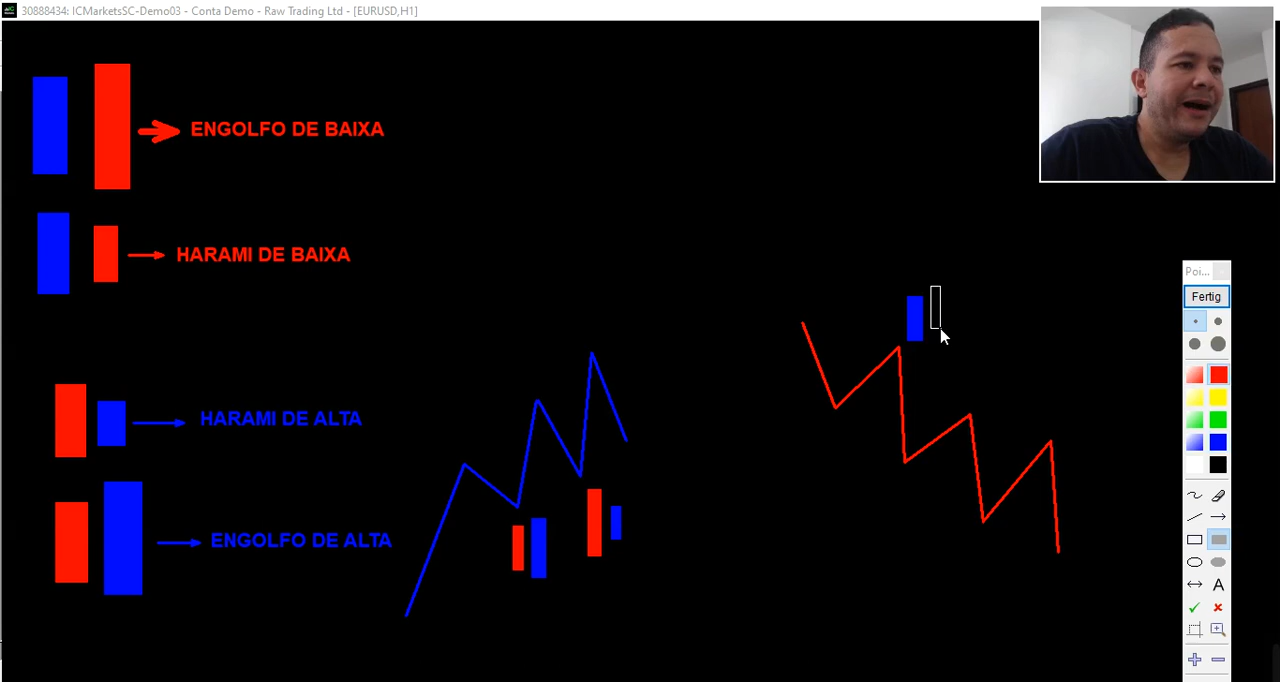 30888434: ICMarketsSC-Demo03 - Conta Demo - Raw Trading Ltd - [EURUSD,H1]
ENGOLFO DE BAIXA
HARAMI DE BAIXA
HARAMI DE ALTA
ENGOLFO DE ALTA
Poi...
Fertig
A